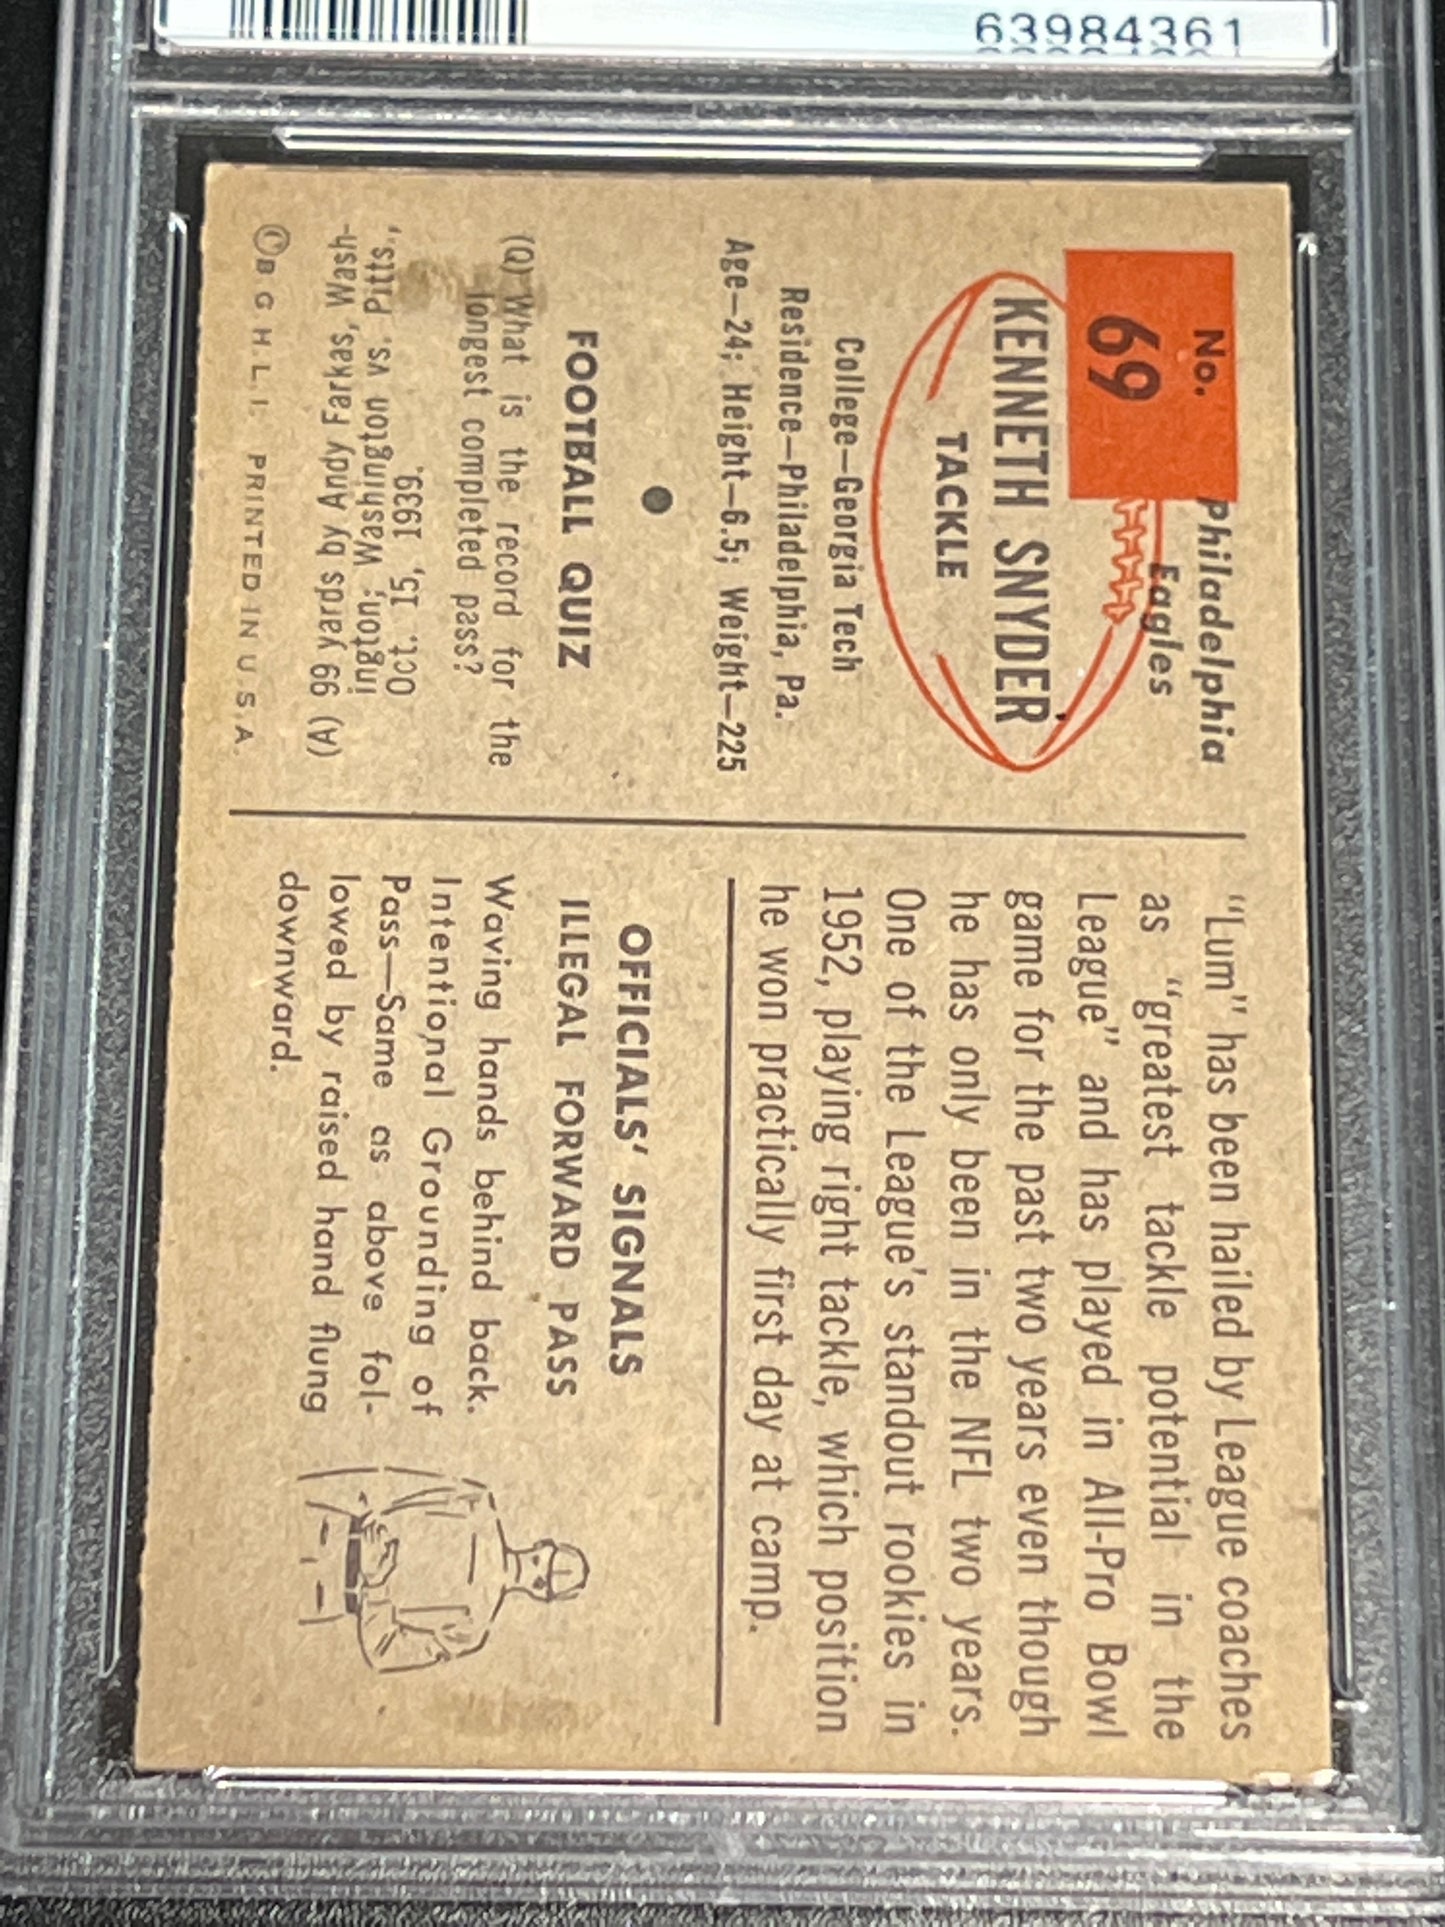 63984361
No.
69
Philadelphia
Eagles
KENNETH SNYDER
TACKLE
College—Georgia Tech
Residence—Philadelphia, Pa.
Age—24; Height—6.5; Weight—225
FOOTBALL QUIZ
(Q) What is the record for the
longest completed pass?
(A) 99 yards by Andy Farkas, Wash-
ington; Washington vs. Pitts.,
Oct. 15, 1939.
©B G H.L.I. PRINTED IN U.S.A.
"Lum" has been hailed by League coaches
as "greatest tackle potential in the
League" and has played in All-Pro Bowl
game for the past two years even though
he has only been in the NFL two years.
One of the League's standout rookies in
1952, playing right tackle, which position
he won practically first day at camp.
OFFICIALS' SIGNALS
ILLEGAL FORWARD PASS
Waving hands behind back.
Intentional Grounding of
Pass—Same as above fol-
lowed by raised hand flung
downward.